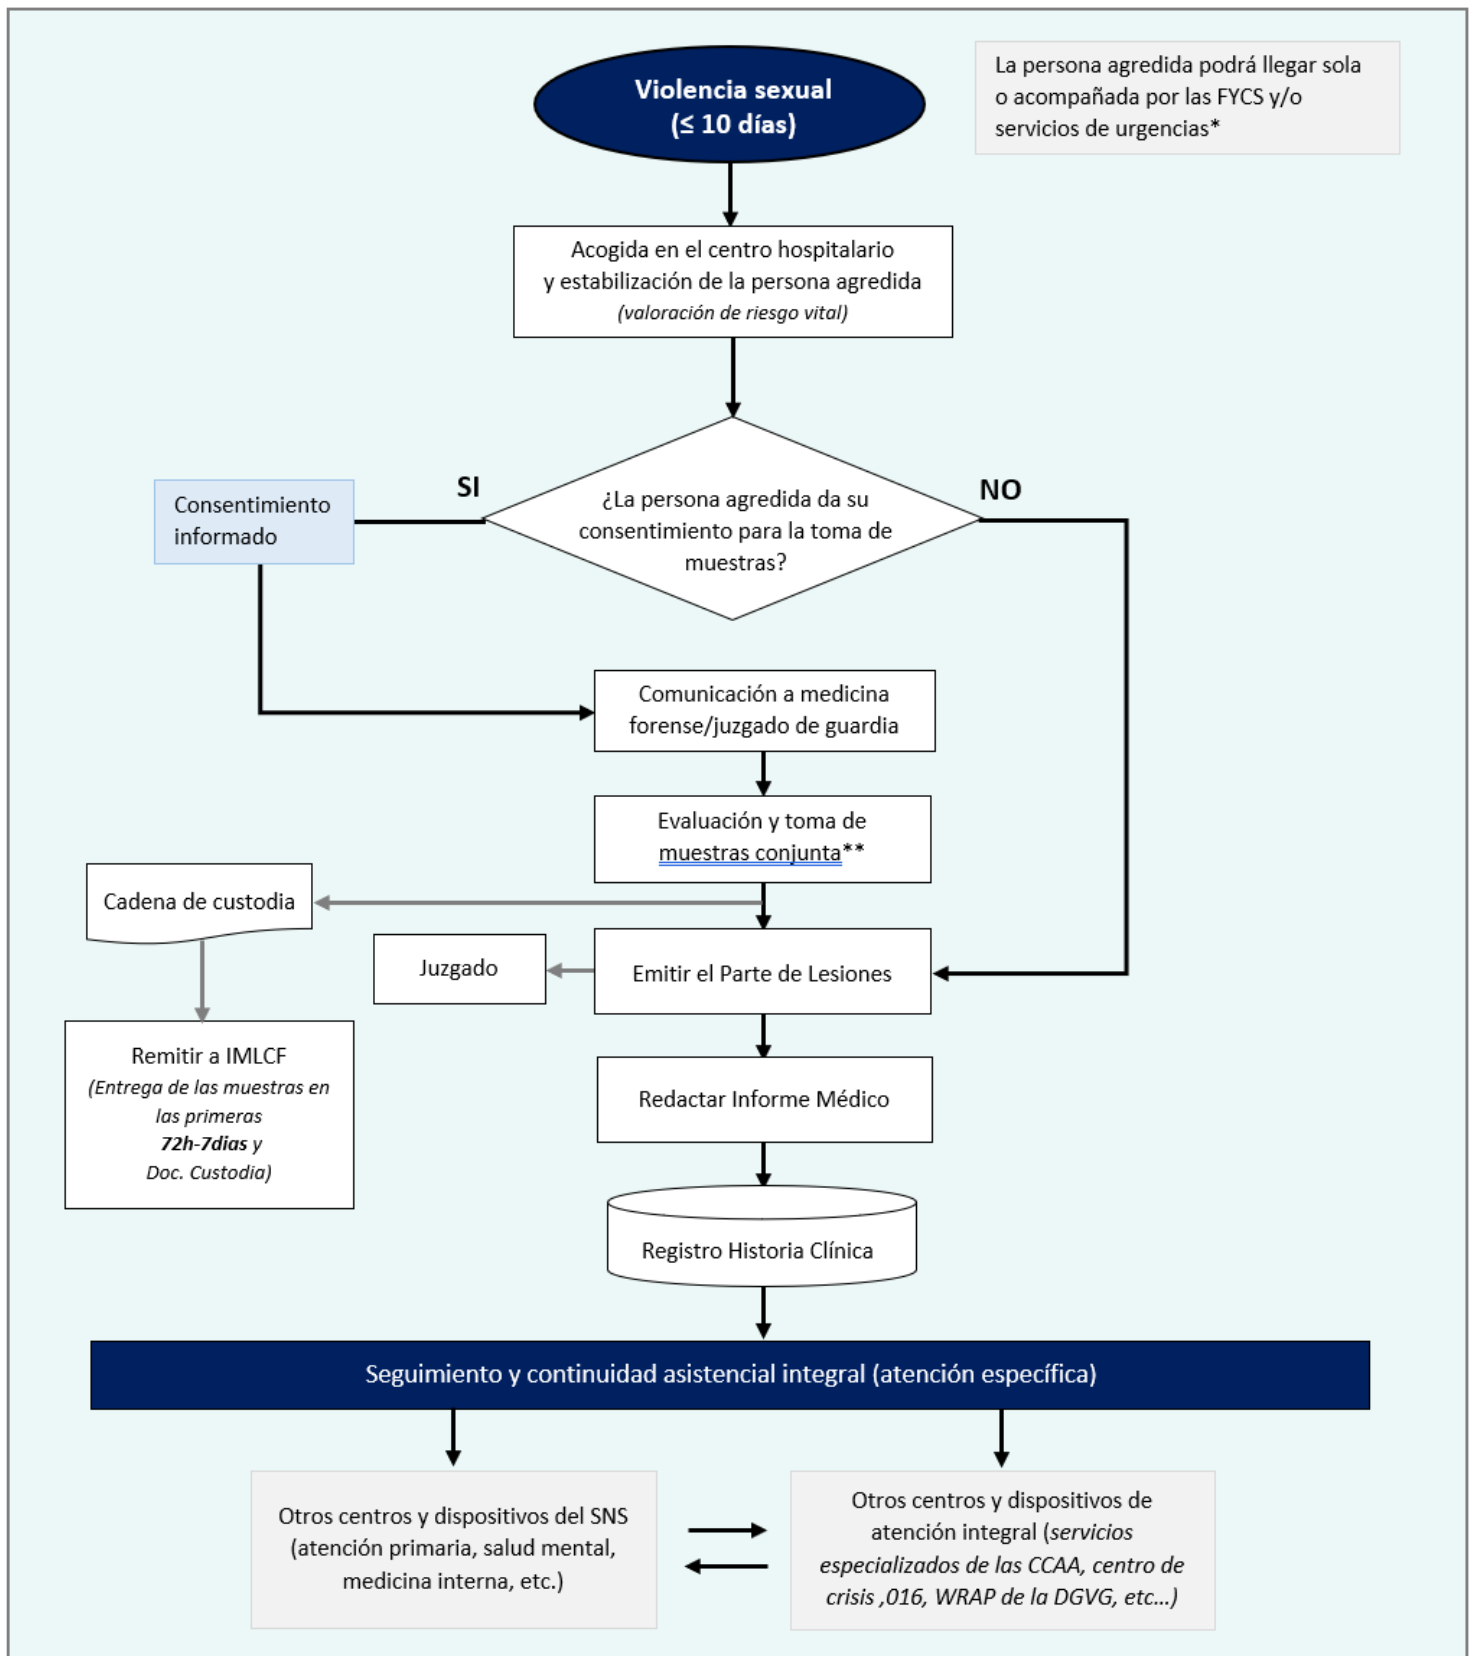 Violencia sexual
(≤ 10 días)
La persona agredida podrá llegar sola
o acompañada por las FYCS y/o
servicios de urgencias*
Acogida en el centro hospitalario
y estabilización de la persona agredida
(valoración de riesgo vital)
SI
NO
¿La persona agredida da su
consentimiento para la toma de
muestras?
Consentimiento
informado
Comunicación a medicina
forense/juzgado de guardia
Evaluación y toma de
muestras conjunta**
Cadena de custodia
Juzgado
Emitir el Parte de Lesiones
Remitir a IMLCF
(Entrega de las muestras en
las primeras
72h-7dias y
Doc. Custodia)
Redactar Informe Médico
Registro Historia Clínica
Seguimiento y continuidad asistencial integral (atención específica)
Otros centros y dispositivos del SNS
(atención primaria, salud mental,
medicina interna, etc.)
Otros centros y dispositivos de
atención integral (servicios
especializados de las CCAA, centro de
crisis ,016, WRAP de la DGVG, etc...)